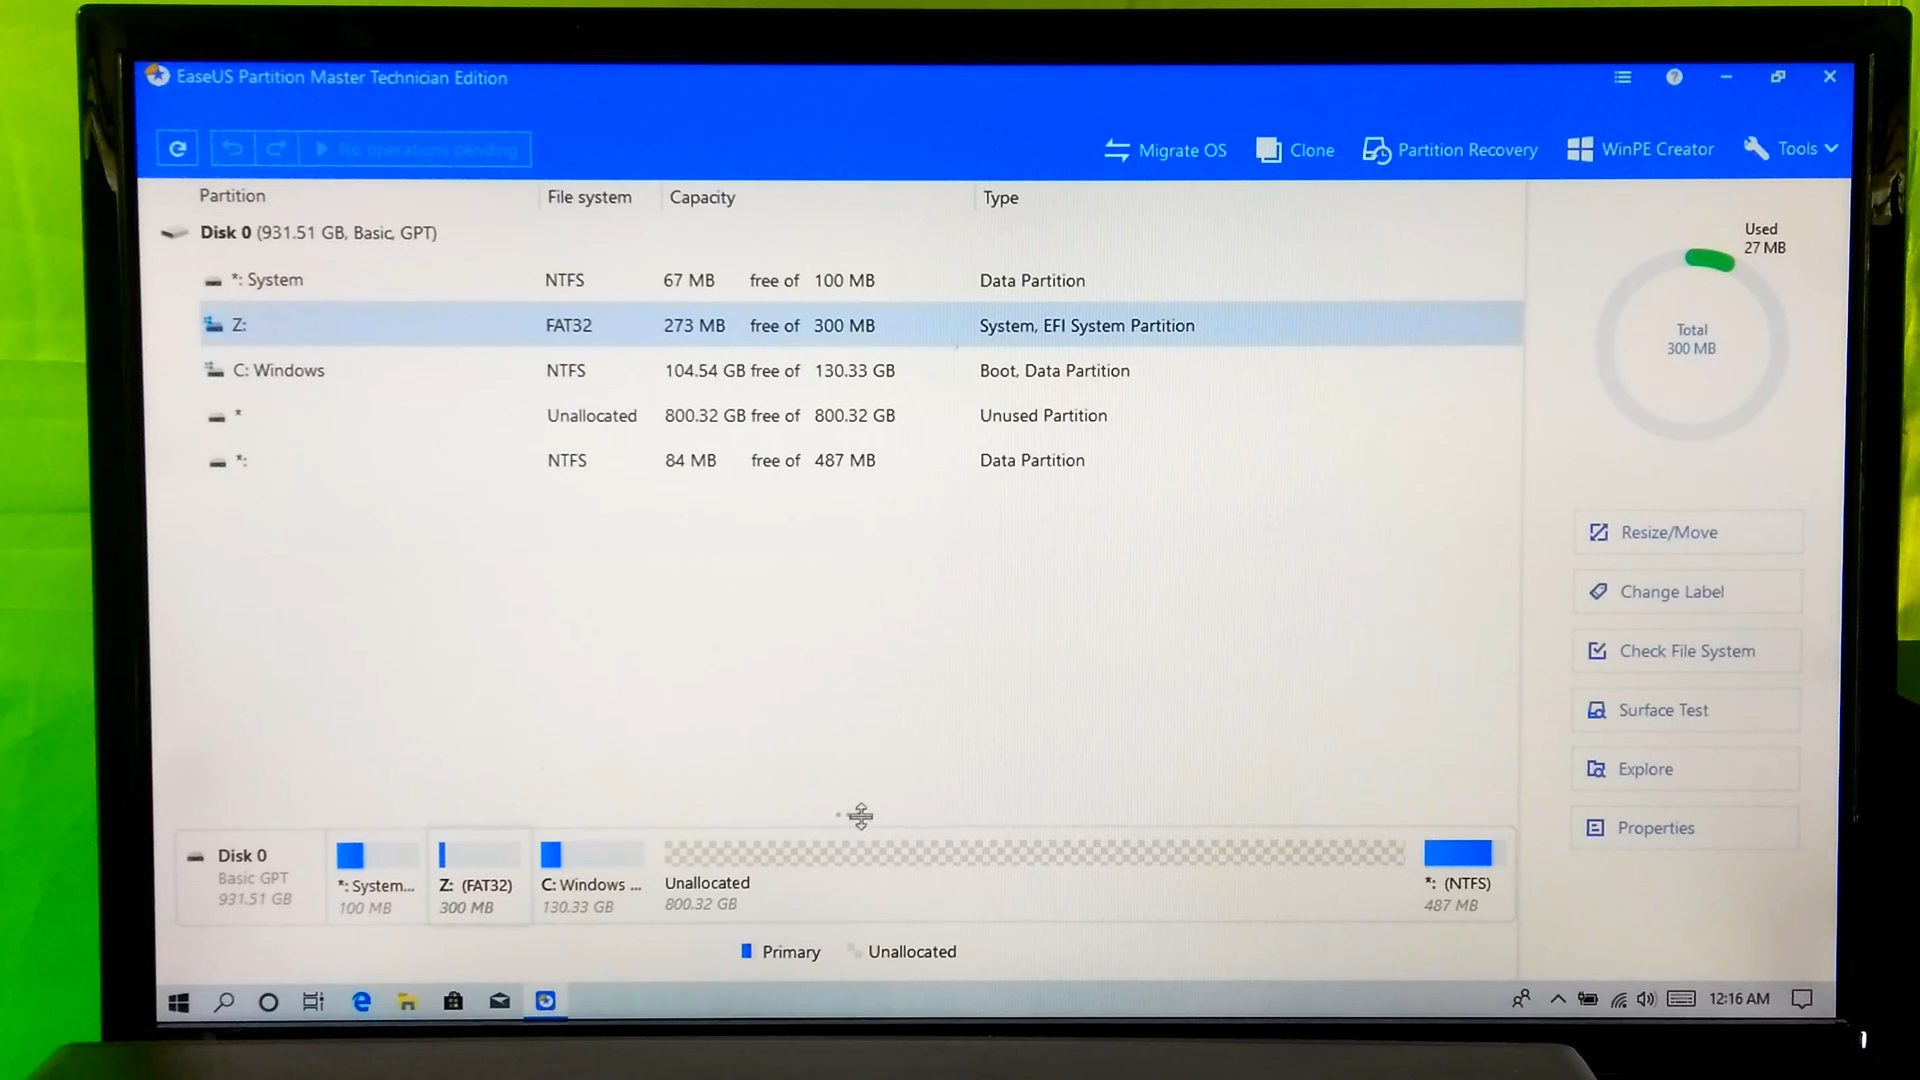 EaseUS Partition Master Technician Edition
No operations pending
Migrate OS
Clone
Partition Recovery
WinPE Creator
Tools
Partition File system Capacity Type
Disk 0 (931.51 GB, Basic, GPT)
*: System NTFS 67 MB free of 100 MB Data Partition
Z: FAT32 273 MB free of 300 MB System, EFI System Partition
C: Windows NTFS 104.54 GB free of 130.33 GB Boot, Data Partition
* Unallocated 800.32 GB free of 800.32 GB Unused Partition
*: NTFS 84 MB free of 487 MB Data Partition
Used
27 MB
Total
300 MB
Resize/Move
Change Label
Check File System
Surface Test
Explore
Properties
Disk 0
Basic GPT
931.51 GB
*: System...
100 MB
Z: (FAT32)
300 MB
C: Windows ...
130.33 GB
Unallocated
800.32 GB
*: (NTFS)
487 MB
Primary
Unallocated
12:16 AM